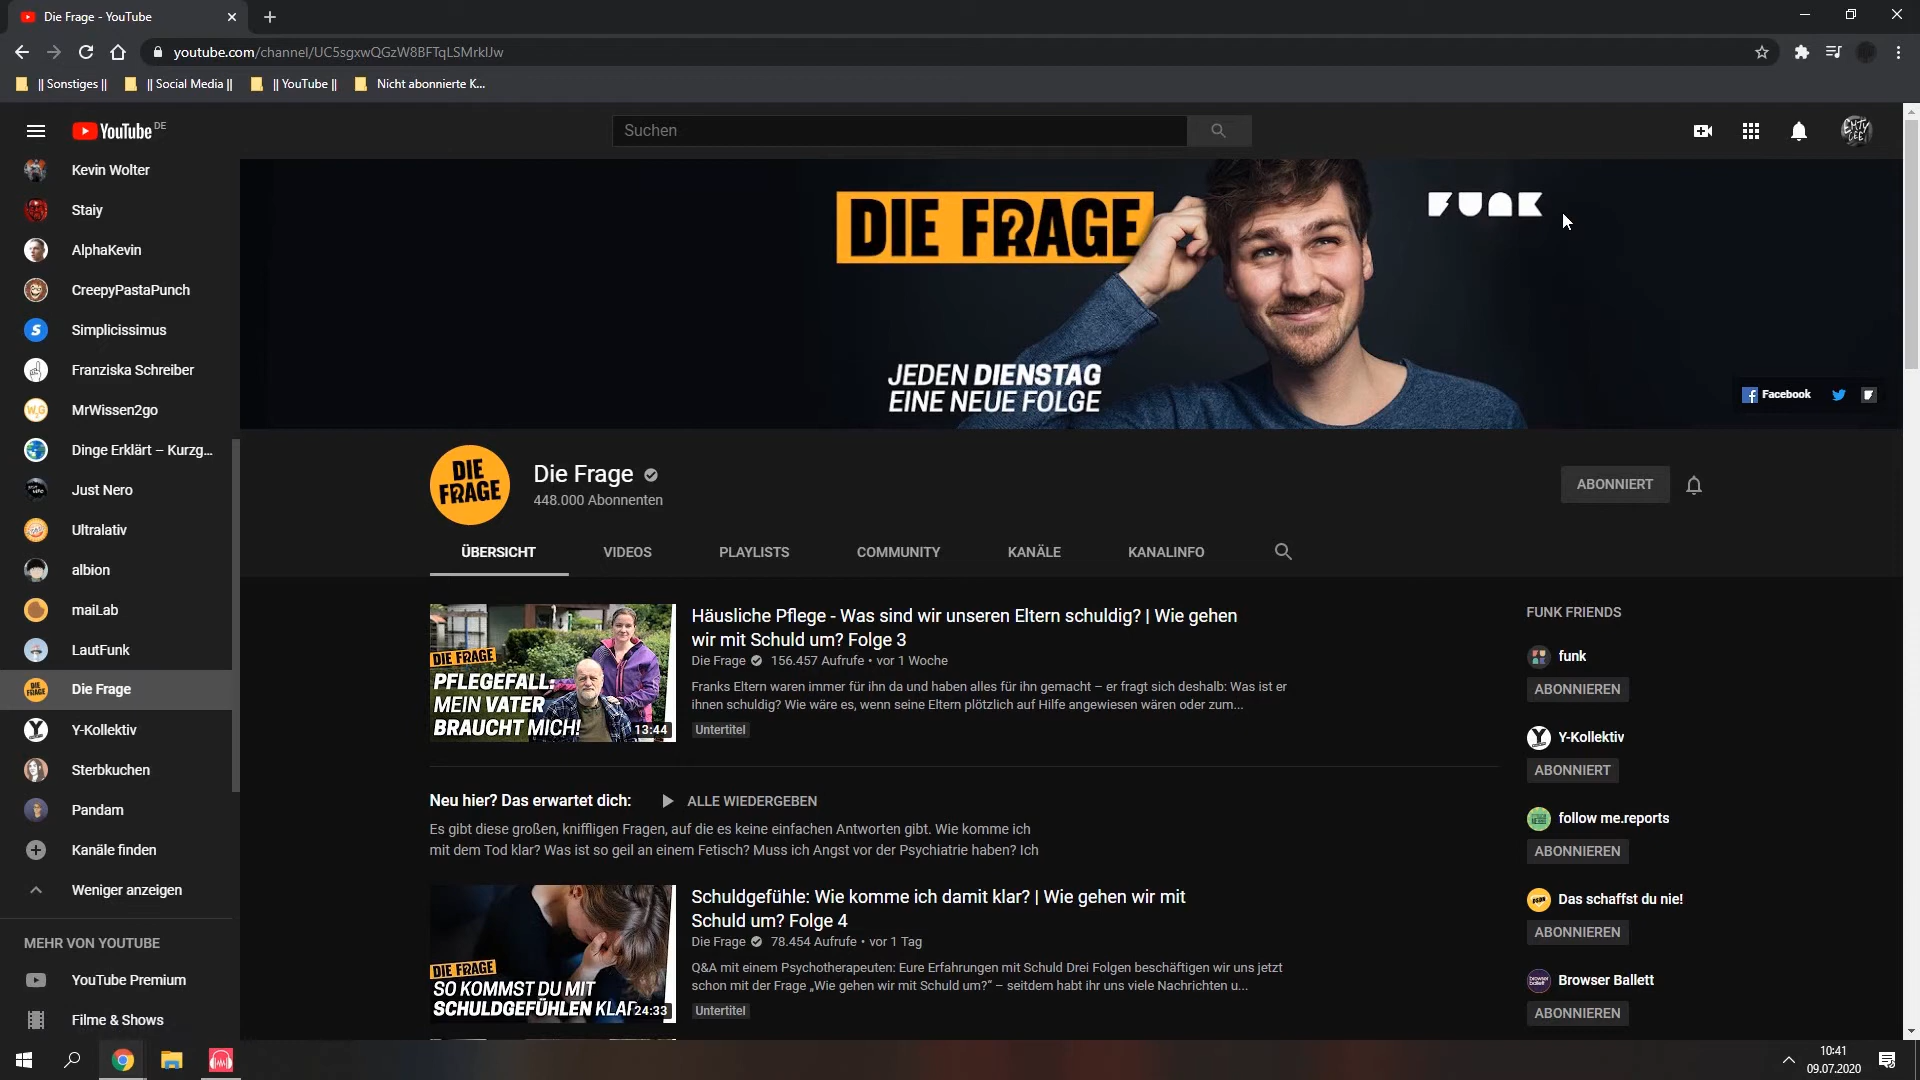 Die Frage - YouTube
youtube.com/channel/UC5sgxwQGzW8BFTqLSMrklJw
|| Sonstiges ||
|| Social Media ||
|| YouTube ||
Nicht abonnierte K...
YouTube DE
Suchen
Kevin Wolter
Staiy
AlphaKevin
CreepyPastaPunch
Simplicissimus
Franziska Schreiber
MrWissen2go
Dinge Erklärt – Kurzg...
Just Nero
Ultralativ
albion
maiLab
LautFunk
Die Frage
Y-Kollektiv
Sterbkuchen
Pandam
Kanäle finden
Weniger anzeigen
MEHR VON YOUTUBE
YouTube Premium
Filme & Shows
DIE FRAGE
FUNK
JEDEN DIENSTAG
EINE NEUE FOLGE
Facebook
DIE
FRAGE
Die Frage
448.000 Abonnenten
ABONNIERT
ÜBERSICHT
VIDEOS
PLAYLISTS
COMMUNITY
KANÄLE
KANALINFO
DIE FRAGE
PFLEGEFALL:
MEIN VATER
BRAUCHT MICH!
13:44
Häusliche Pflege - Was sind wir unseren Eltern schuldig? | Wie gehen
wir mit Schuld um? Folge 3
Die Frage 156.457 Aufrufe • vor 1 Woche
Franks Eltern waren immer für ihn da und haben alles für ihn gemacht – er fragt sich deshalb: Was ist er
ihnen schuldig? Wie wäre es, wenn seine Eltern plötzlich auf Hilfe angewiesen wären oder zum...
Untertitel
Neu hier? Das erwartet dich:
ALLE WIEDERGEBEN
Es gibt diese großen, kniffligen Fragen, auf die es keine einfachen Antworten gibt. Wie komme ich
mit dem Tod klar? Was ist so geil an einem Fetisch? Muss ich Angst vor der Psychiatrie haben? Ich
DIE FRAGE
SO KOMMST DU MIT
SCHULDGEFÜHLEN KLAR
24:33
Schuldgefühle: Wie komme ich damit klar? | Wie gehen wir mit
Schuld um? Folge 4
Die Frage 78.454 Aufrufe • vor 1 Tag
Q&A mit einem Psychotherapeuten: Eure Erfahrungen mit Schuld Drei Folgen beschäftigen wir uns jetzt
schon mit der Frage „Wie gehen wir mit Schuld um?“ – seitdem habt ihr uns viele Nachrichten u...
Untertitel
FUNK FRIENDS
funk
ABONNIEREN
Y-Kollektiv
ABONNIERT
follow me.reports
ABONNIEREN
Das schaffst du nie!
ABONNIEREN
Browser Ballett
ABONNIEREN
10:41
09.07.2020